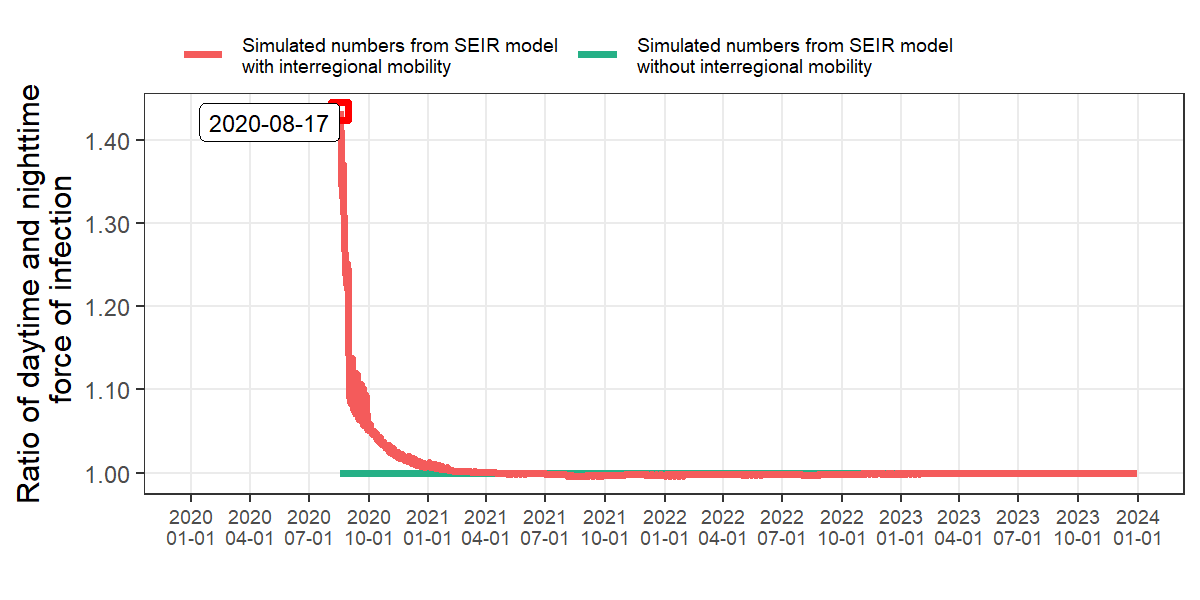 Simulated numbers from SEIR model
with interregional mobility
Simulated numbers from SEIR model
without interregional mobility
Ratio of daytime and nighttime
force of infection
2020-08-17
1.40
1.30
1.20
1.10
1.00
2020 2020 2020 2020 2021 2021 2021 2021 2022 2022 2022 2022 2023 2023 2023 2023 2024
01-01 04-01 07-01 10-01 01-01 04-01 07-01 10-01 01-01 04-01 07-01 10-01 01-01 04-01 07-01 10-01 01-01